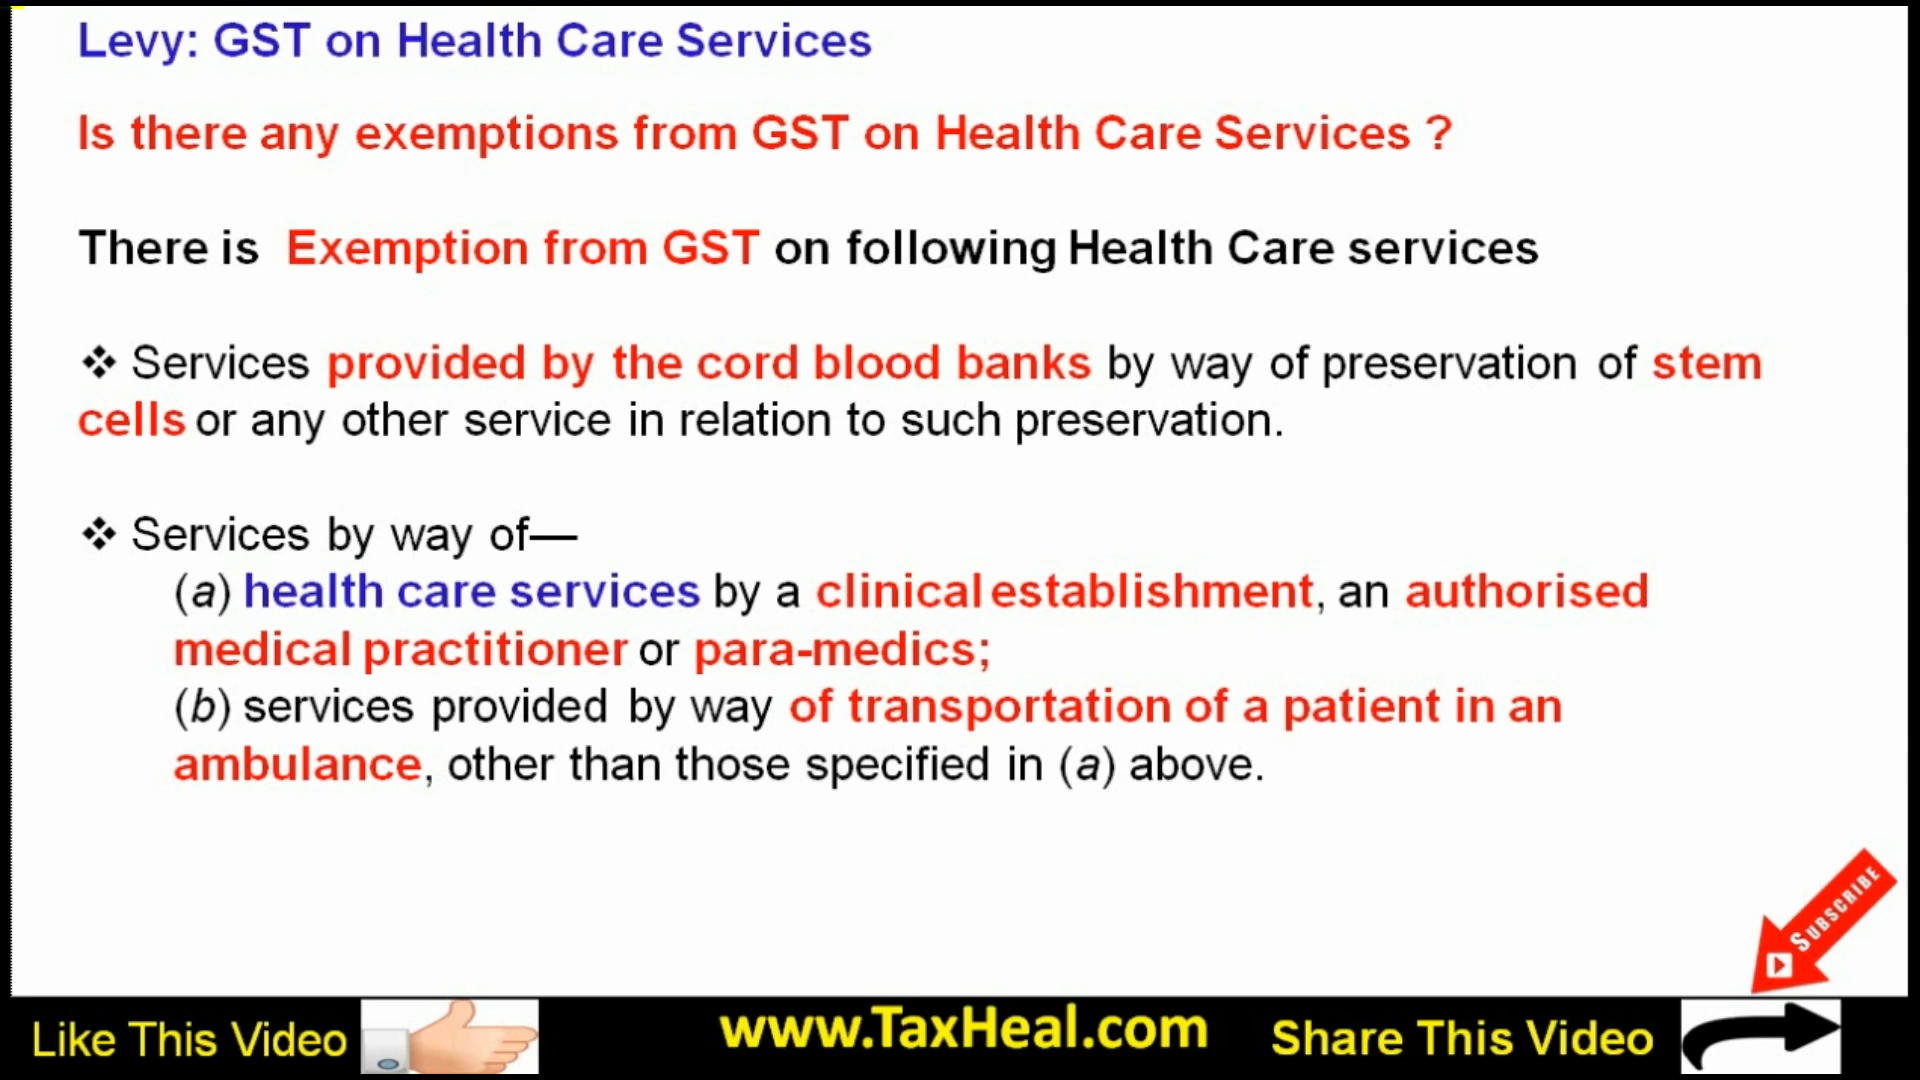 Levy: GST on Health Care Services
Is there any exemptions from GST on Health Care Services ?
There is Exemption from GST on following Health Care services
❖ Services provided by the cord blood banks by way of preservation of stem
cells or any other service in relation to such preservation.
❖ Services by way of—
(a) health care services by a clinical establishment, an authorised
medical practitioner or para-medics;
(b) services provided by way of transportation of a patient in an
ambulance, other than those specified in (a) above.
SUBSCRIBE
Like This Video
www.TaxHeal.com
Share This Video